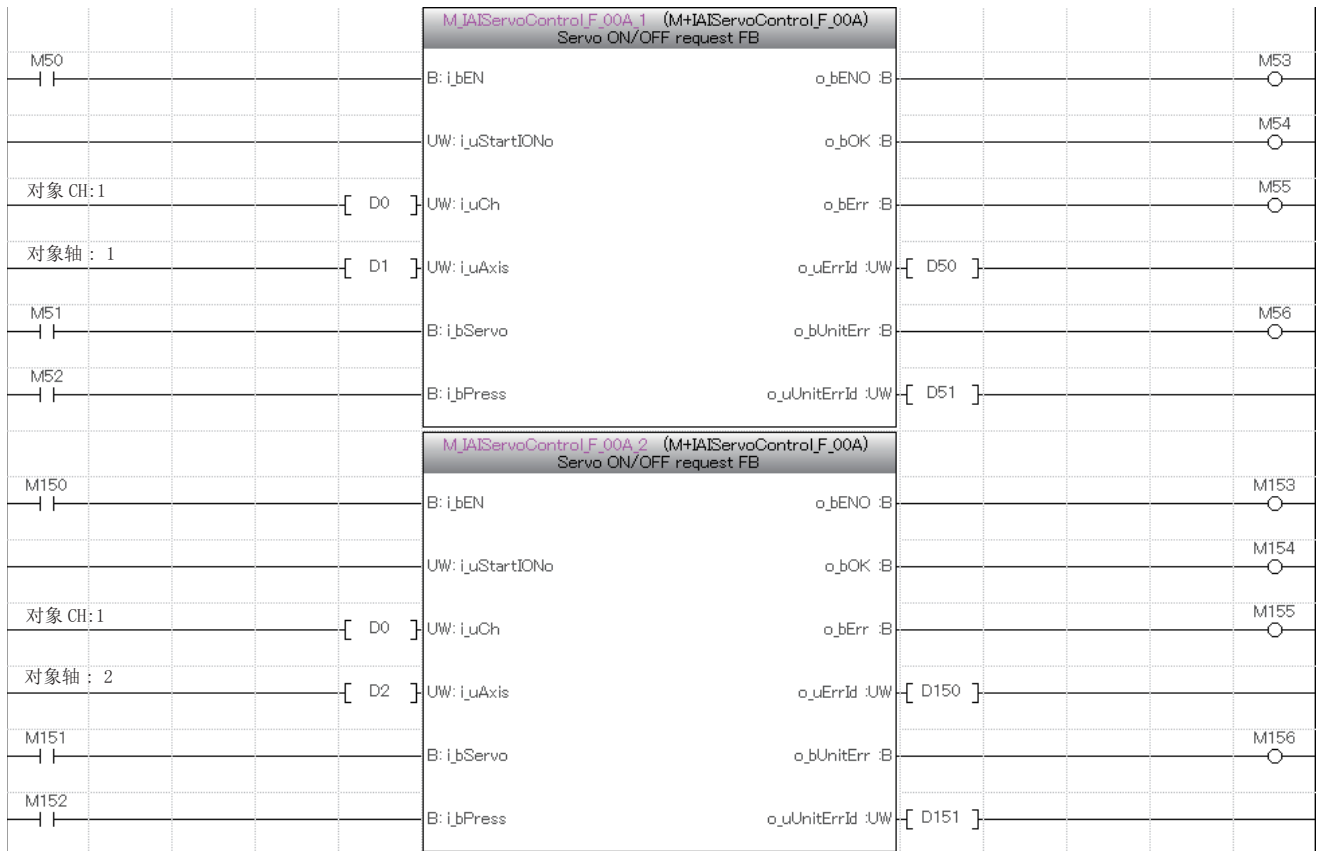 M_IAIServoControl_F_00A_1 (M+IAIServoControl_F_00A)
Servo ON/OFF request FB
M50
B: i_bEN
o_bENO :B
M53
UW: i_uStartIONo
o_bOK :B
M54
对象 CH:1
D0
UW: i_uCh
o_bErr :B
M55
对象轴 : 1
D1
UW: i_uAxis
o_uErrId :UW
D50
M51
B: i_bServo
o_bUnitErr :B
M56
M52
B: i_bPress
o_uUnitErrId :UW
D51
M_IAIServoControl_F_00A_2 (M+IAIServoControl_F_00A)
Servo ON/OFF request FB
M150
B: i_bEN
o_bENO :B
M153
UW: i_uStartIONo
o_bOK :B
M154
对象 CH:1
D0
UW: i_uCh
o_bErr :B
M155
对象轴 : 2
D2
UW: i_uAxis
o_uErrId :UW
D150
M151
B: i_bServo
o_bUnitErr :B
M156
M152
B: i_bPress
o_uUnitErrId :UW
D151